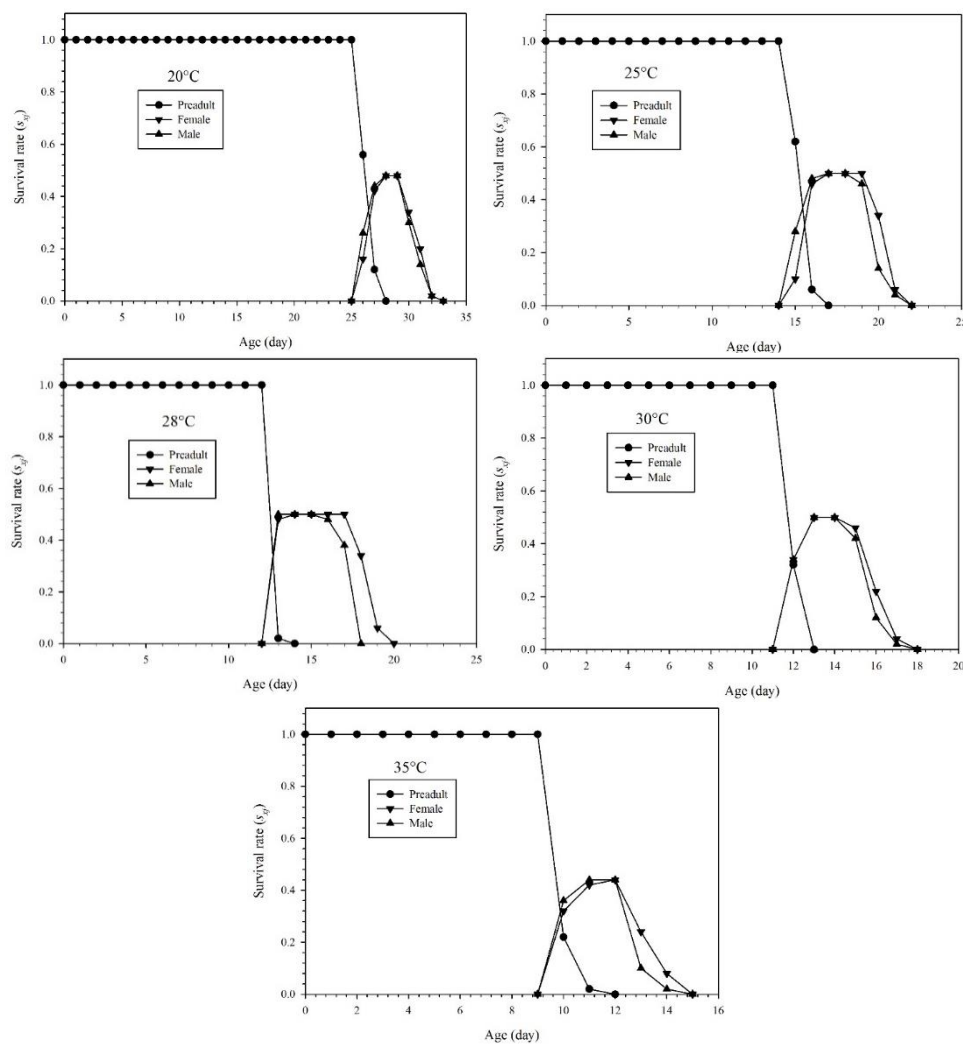 1.0
0.8
0.6
0.4
0.2
0.0
Survival rate (sxj)
20°C
Preadult
Female
Male
0 5 10 15 20 25 30 35
Age (day)
1.0
0.8
0.6
0.4
0.2
0.0
Survival rate (sxj)
25°C
Preadult
Female
Male
0 5 10 15 20 25
Age (day)
1.0
0.8
0.6
0.4
0.2
0.0
Survival rate (sxj)
28°C
Preadult
Female
Male
0 5 10 15 20 25
Age (day)
1.0
0.8
0.6
0.4
0.2
0.0
Survival rate (sxj)
30°C
Preadult
Female
Male
0 2 4 6 8 10 12 14 16 18 20
Age (day)
1.0
0.8
0.6
0.4
0.2
0.0
Survival rate (sxj)
35°C
Preadult
Female
Male
0 2 4 6 8 10 12 14 16
Age (day)